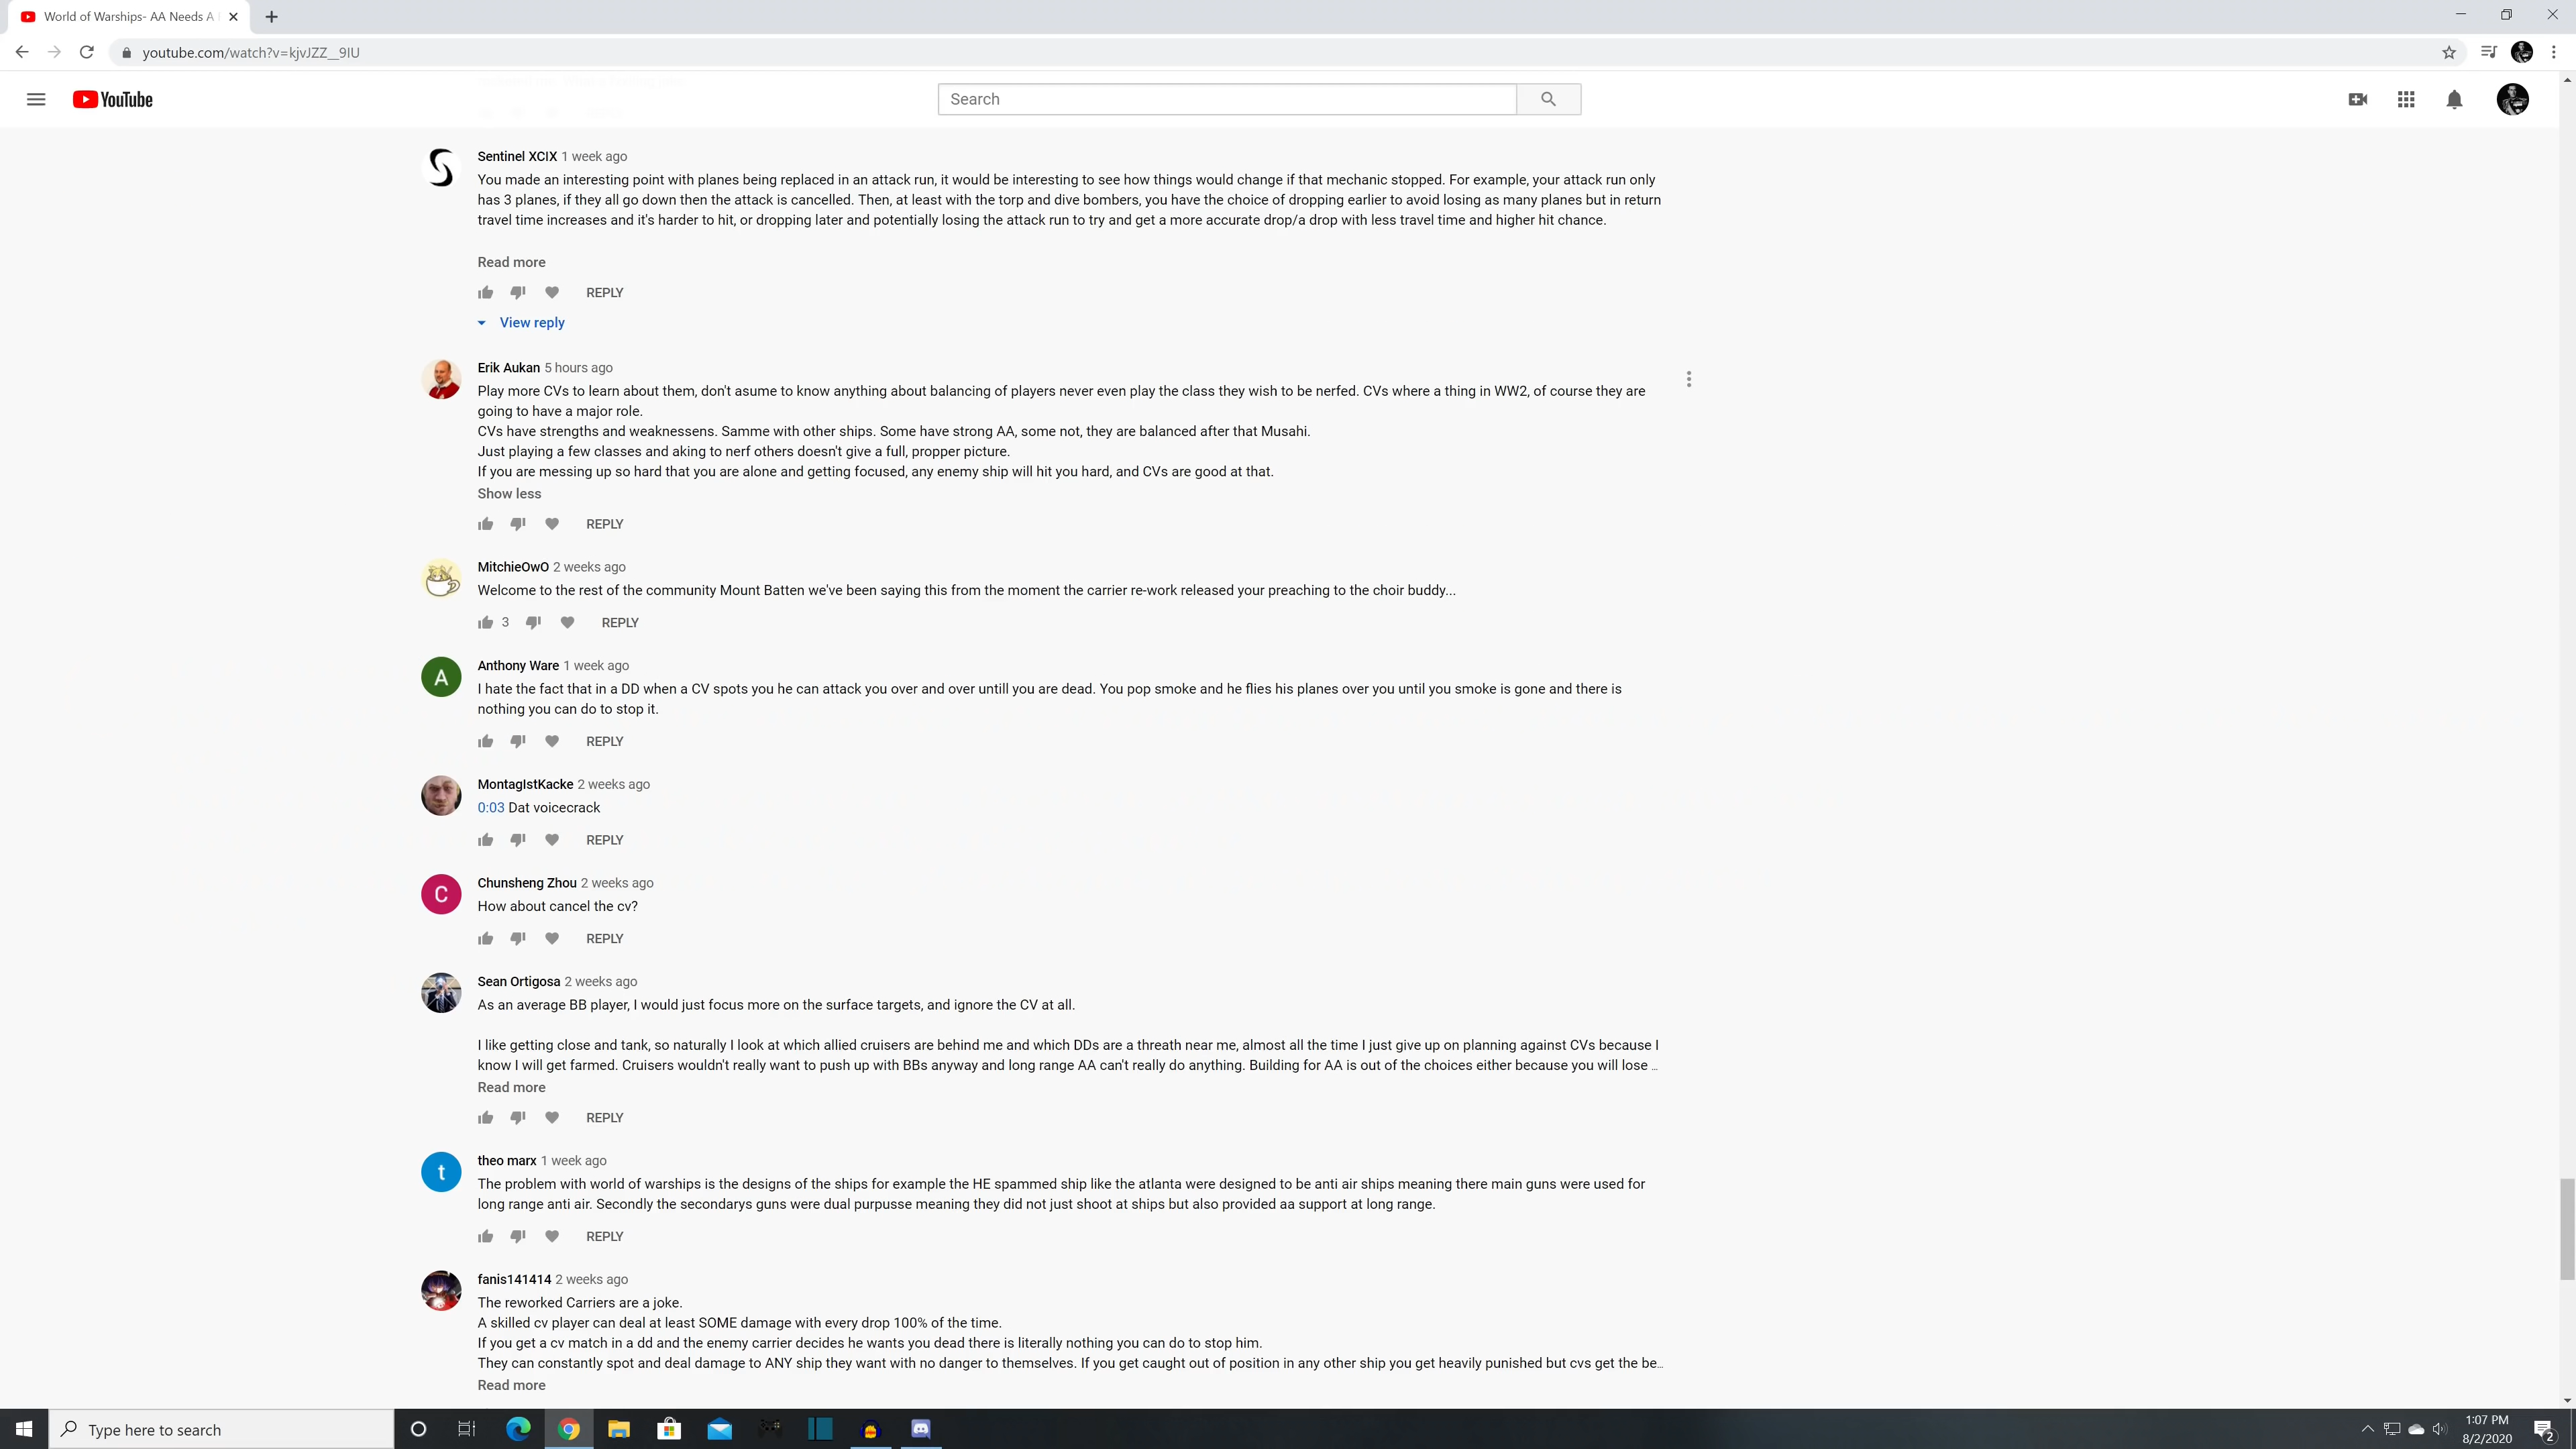 World of Warships- AA Needs A
youtube.com/watch?v=kjvJZZ__9IU
YouTube
Search
Sentinel XCIX 1 week ago
You made an interesting point with planes being replaced in an attack run, it would be interesting to see how things would change if that mechanic stopped. For example, your attack run only
has 3 planes, if they all go down then the attack is cancelled. Then, at least with the torp and dive bombers, you have the choice of dropping earlier to avoid losing as many planes but in return
travel time increases and it's harder to hit, or dropping later and potentially losing the attack run to try and get a more accurate drop/a drop with less travel time and higher hit chance.
Read more
REPLY
View reply
Erik Aukan 5 hours ago
Play more CVs to learn about them, don't asume to know anything about balancing of players never even play the class they wish to be nerfed. CVs where a thing in WW2, of course they are
going to have a major role.
CVs have strengths and weaknessens. Samme with other ships. Some have strong AA, some not, they are balanced after that Musahi.
Just playing a few classes and aking to nerf others doesn't give a full, propper picture.
If you are messing up so hard that you are alone and getting focused, any enemy ship will hit you hard, and CVs are good at that.
Show less
REPLY
MitchieOwO 2 weeks ago
Welcome to the rest of the community Mount Batten we've been saying this from the moment the carrier re-work released your preaching to the choir buddy...
3 REPLY
A
Anthony Ware 1 week ago
I hate the fact that in a DD when a CV spots you he can attack you over and over untill you are dead. You pop smoke and he flies his planes over you until you smoke is gone and there is
nothing you can do to stop it.
REPLY
MontagIstKacke 2 weeks ago
0:03 Dat voicecrack
REPLY
C
Chunsheng Zhou 2 weeks ago
How about cancel the cv?
REPLY
Sean Ortigosa 2 weeks ago
As an average BB player, I would just focus more on the surface targets, and ignore the CV at all.
I like getting close and tank, so naturally I look at which allied cruisers are behind me and which DDs are a threath near me, almost all the time I just give up on planning against CVs because I
know I will get farmed. Cruisers wouldn't really want to push up with BBs anyway and long range AA can't really do anything. Building for AA is out of the choices either because you will lose ...
Read more
REPLY
t
theo marx 1 week ago
The problem with world of warships is the designs of the ships for example the HE spammed ship like the atlanta were designed to be anti air ships meaning there main guns were used for
long range anti air. Secondly the secondarys guns were dual purpusse meaning they did not just shoot at ships but also provided aa support at long range.
REPLY
fanis141414 2 weeks ago
The reworked Carriers are a joke.
A skilled cv player can deal at least SOME damage with every drop 100% of the time.
If you get a cv match in a dd and the enemy carrier decides he wants you dead there is literally nothing you can do to stop him.
They can constantly spot and deal damage to ANY ship they want with no danger to themselves. If you get caught out of position in any other ship you get heavily punished but cvs get the be...
Read more
Type here to search
1:07 PM
8/2/2020
2